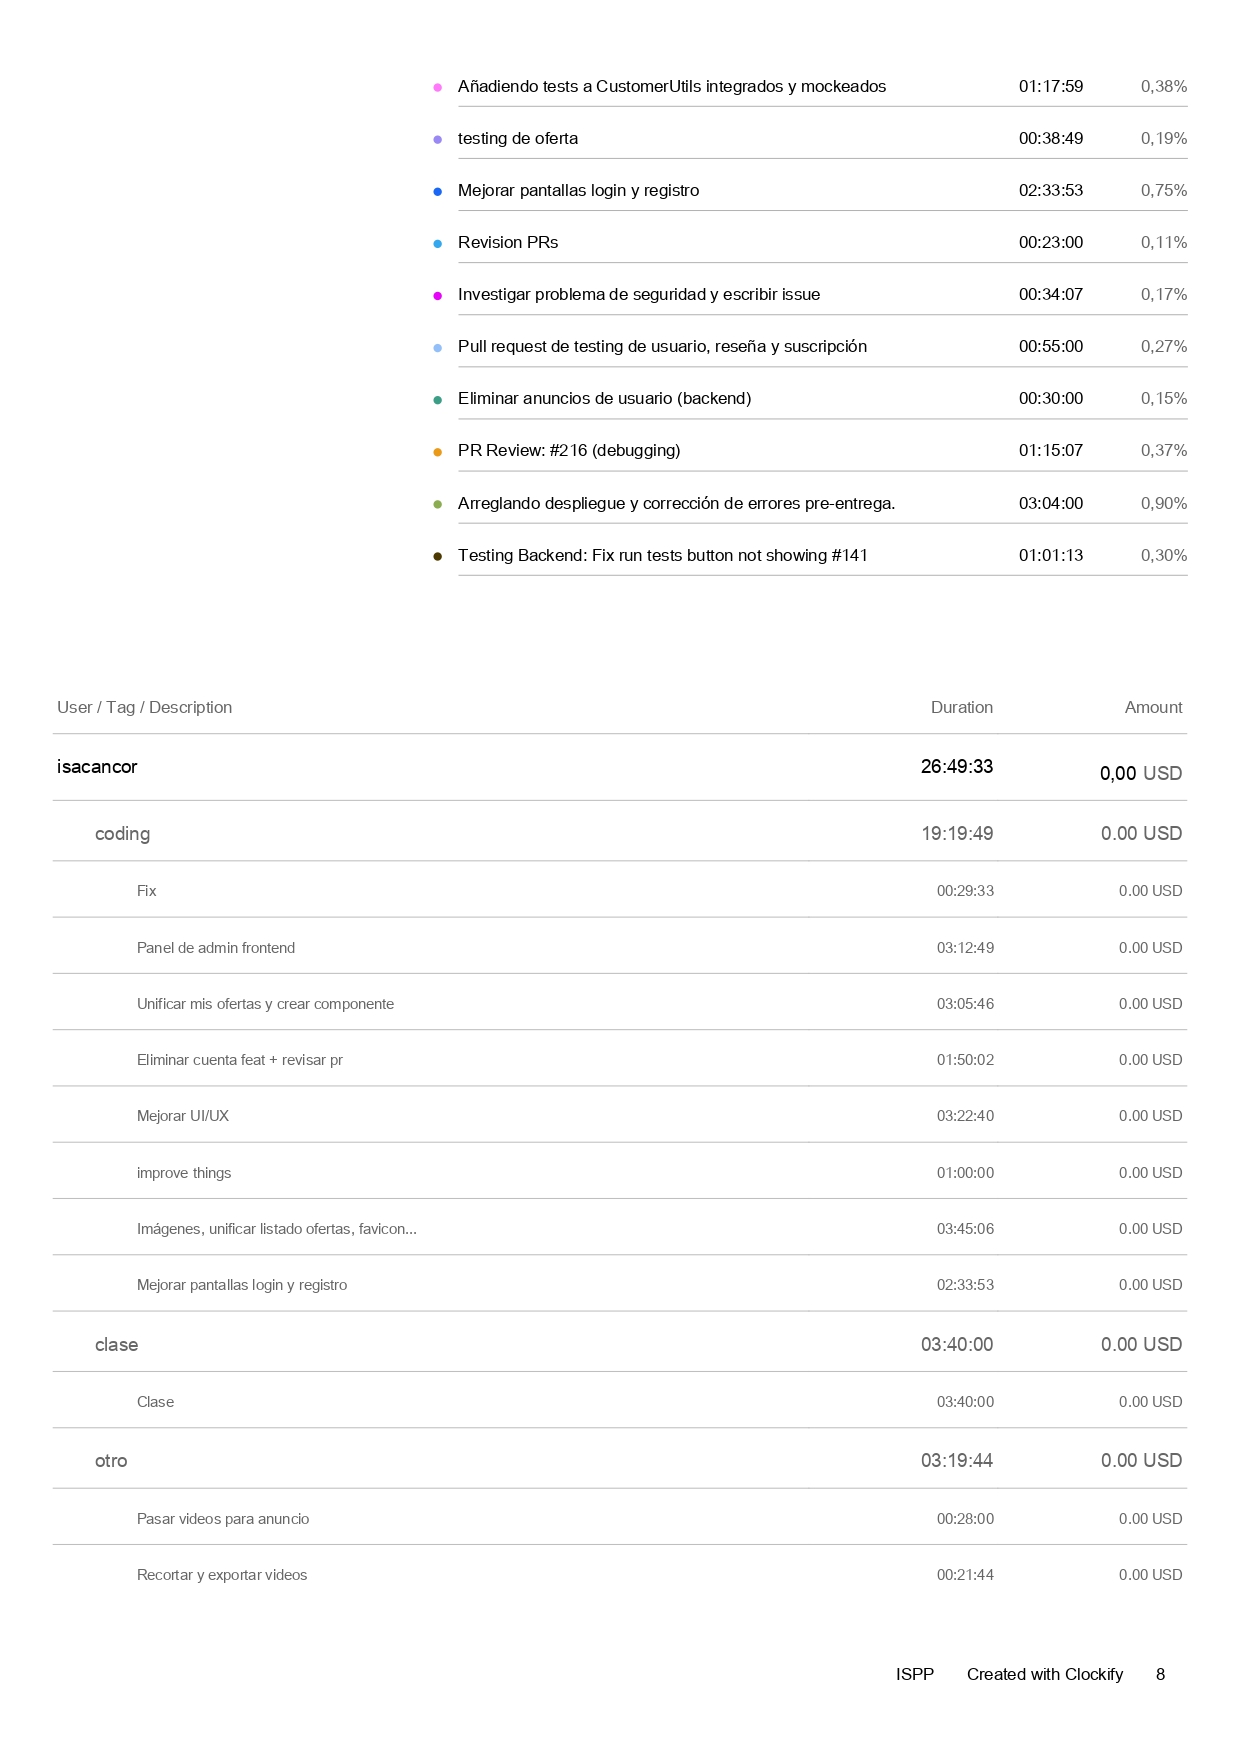 Añadiendo tests a CustomerUtils integrados y mockeados 01:17:59 0,38%
testing de oferta 00:38:49 0,19%
Mejorar pantallas login y registro 02:33:53 0,75%
Revision PRs 00:23:00 0,11%
Investigar problema de seguridad y escribir issue 00:34:07 0,17%
Pull request de testing de usuario, reseña y suscripción 00:55:00 0,27%
Eliminar anuncios de usuario (backend) 00:30:00 0,15%
PR Review: #216 (debugging) 01:15:07 0,37%
Arreglando despliegue y corrección de errores pre-entrega. 03:04:00 0,90%
Testing Backend: Fix run tests button not showing #141 01:01:13 0,30%
User / Tag / Description Duration Amount
isacancor 26:49:33 0,00 USD
coding 19:19:49 0.00 USD
Fix 00:29:33 0.00 USD
Panel de admin frontend 03:12:49 0.00 USD
Unificar mis ofertas y crear componente 03:05:46 0.00 USD
Eliminar cuenta feat + revisar pr 01:50:02 0.00 USD
Mejorar UI/UX 03:22:40 0.00 USD
improve things 01:00:00 0.00 USD
Imágenes, unificar listado ofertas, favicon... 03:45:06 0.00 USD
Mejorar pantallas login y registro 02:33:53 0.00 USD
clase 03:40:00 0.00 USD
Clase 03:40:00 0.00 USD
otro 03:19:44 0.00 USD
Pasar videos para anuncio 00:28:00 0.00 USD
Recortar y exportar videos 00:21:44 0.00 USD
ISPP Created with Clockify 8